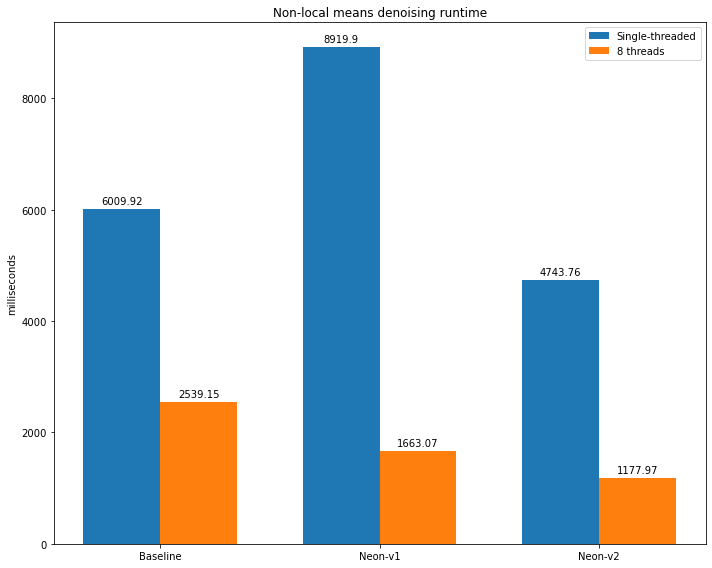 Non-local means denoising runtime
Single-threaded
8 threads
milliseconds
8000
6000
4000
2000
0
6009.92
2539.15
8919.9
1663.07
4743.76
1177.97
Baseline
Neon-v1
Neon-v2